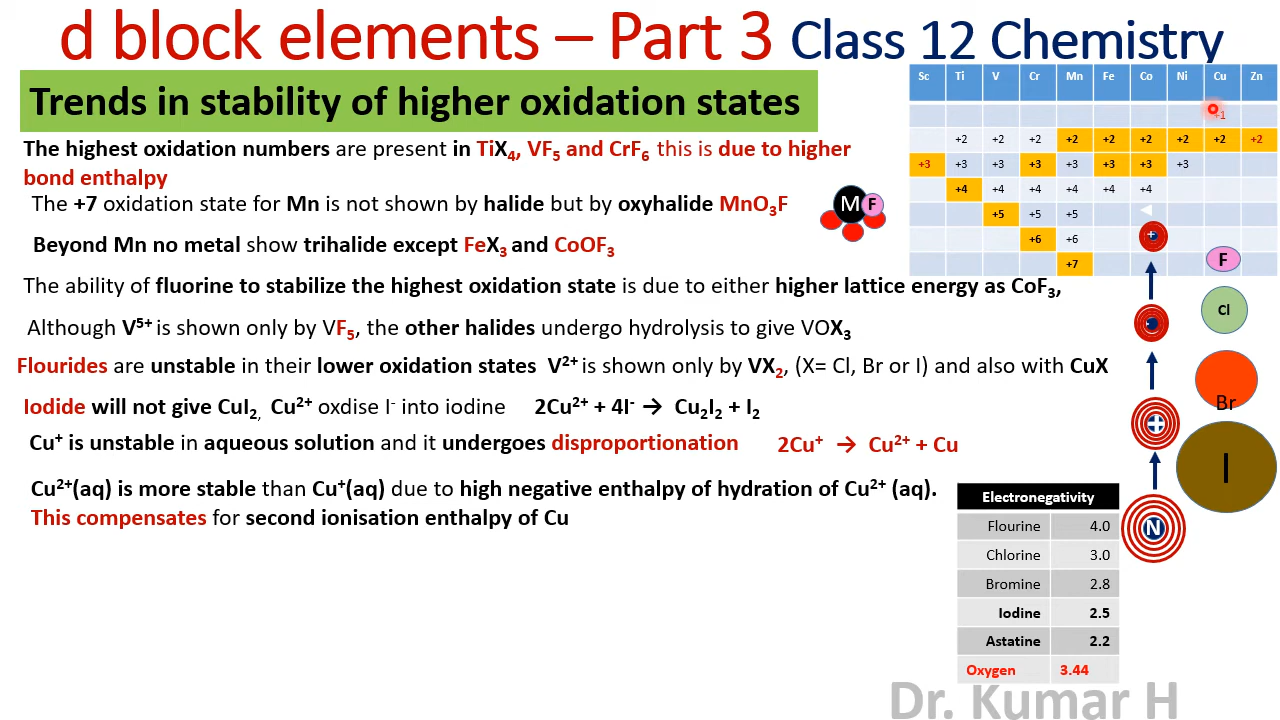 d block elements – Part 3 Class 12 Chemistry
Trends in stability of higher oxidation states
The highest oxidation numbers are present in TiX₄, VF₅ and CrF₆ this is due to higher
bond enthalpy
The +7 oxidation state for Mn is not shown by halide but by oxyhalide MnO₃F
Beyond Mn no metal show trihalide except FeX₃ and CoOF₃
The ability of fluorine to stabilize the highest oxidation state is due to either higher lattice energy as CoF₃,
Although V⁵⁺ is shown only by VF₅, the other halides undergo hydrolysis to give VOX₃
Flourides are unstable in their lower oxidation states V²⁺ is shown only by VX₂, (X= Cl, Br or I) and also with CuX
Iodide will not give CuI₂, Cu²⁺ oxdise I⁻ into iodine 2Cu²⁺ + 4I⁻ → Cu₂I₂ + I₂
Cu⁺ is unstable in aqueous solution and it undergoes disproportionation 2Cu⁺ → Cu²⁺ + Cu
Cu²⁺(aq) is more stable than Cu⁺(aq) due to high negative enthalpy of hydration of Cu²⁺ (aq).
This compensates for second ionisation enthalpy of Cu
Sc Ti V Cr Mn Fe Co Ni Cu Zn
+1
+2 +2 +2 +2 +2 +2 +2 +2 +2
+3 +3 +3 +3 +3 +3 +3 +3
+4 +4 +4 +4 +4 +4
+5 +5 +5
+6 +6
+7
M F
+
-
+
N
F
Cl
Br
I
Electronegativity
Flourine 4.0
Chlorine 3.0
Bromine 2.8
Iodine 2.5
Astatine 2.2
Oxygen 3.44
Dr. Kumar H